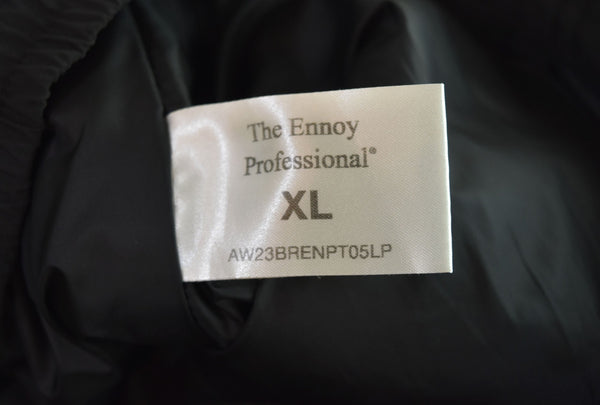 The Ennoy
Professional®
XL
AW23BRENPT05LP